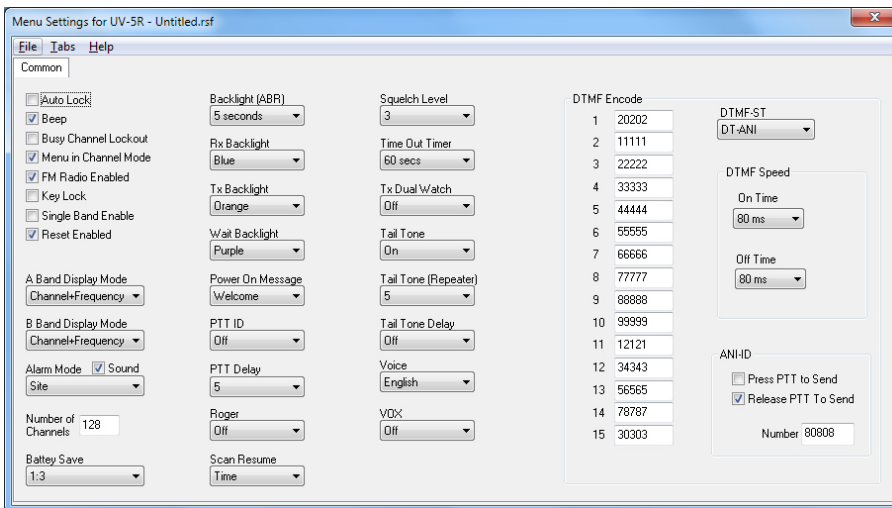 Menu Settings for UV-5R - Untitled.rsf
File Tabs Help
Common
Auto Lock
Beep
Busy Channel Lockout
Menu in Channel Mode
FM Radio Enabled
Key Lock
Single Band Enable
Reset Enabled
A Band Display Mode
Channel+Frequency
B Band Display Mode
Channel+Frequency
Alarm Mode Sound
Site
Number of Channels 128
Battey Save
1:3
Backlight (ABR)
5 seconds
Rx Backlight
Blue
Tx Backlight
Orange
Wait Backlight
Purple
Power On Message
Welcome
PTT ID
Off
PTT Delay
5
Roger
Off
Scan Resume
Time
Squelch Level
3
Time Out Timer
60 secs
Tx Dual Watch
Off
Tail Tone
On
Tail Tone (Repeater)
5
Tail Tone Delay
Off
Voice
English
VOX
Off
DTMF Encode
1 20202
2 11111
3 22222
4 33333
5 44444
6 55555
7 66666
8 77777
9 88888
10 99999
11 12121
12 34343
13 56565
14 78787
15 30303
DTMF-ST
DT-ANI
DTMF Speed
On Time
80 ms
Off Time
80 ms
ANI-ID
Press PTT to Send
Release PTT To Send
Number 80808